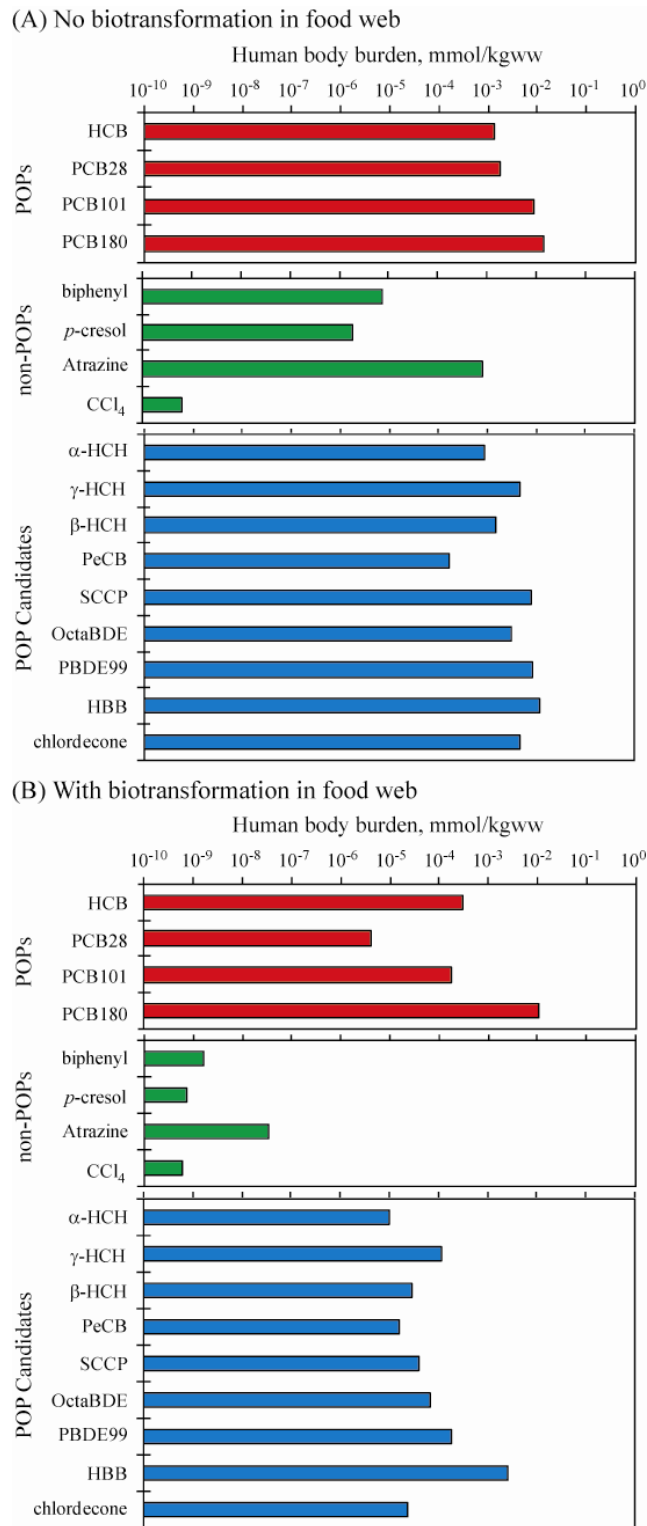 (A) No biotransformation in food web
Human body burden, mmol/kgww
10⁻¹⁰ 10⁻⁹ 10⁻⁸ 10⁻⁷ 10⁻⁶ 10⁻⁵ 10⁻⁴ 10⁻³ 10⁻² 10⁻¹ 10⁰
POPs
HCB
PCB28
PCB101
PCB180
non-POPs
biphenyl
p-cresol
Atrazine
CCl₄
POP Candidates
α-HCH
γ-HCH
β-HCH
PeCB
SCCP
OctaBDE
PBDE99
HBB
chlordecone
(B) With biotransformation in food web
Human body burden, mmol/kgww
10⁻¹⁰ 10⁻⁹ 10⁻⁸ 10⁻⁷ 10⁻⁶ 10⁻⁵ 10⁻⁴ 10⁻³ 10⁻² 10⁻¹ 10⁰
POPs
HCB
PCB28
PCB101
PCB180
non-POPs
biphenyl
p-cresol
Atrazine
CCl₄
POP Candidates
α-HCH
γ-HCH
β-HCH
PeCB
SCCP
OctaBDE
PBDE99
HBB
chlordecone